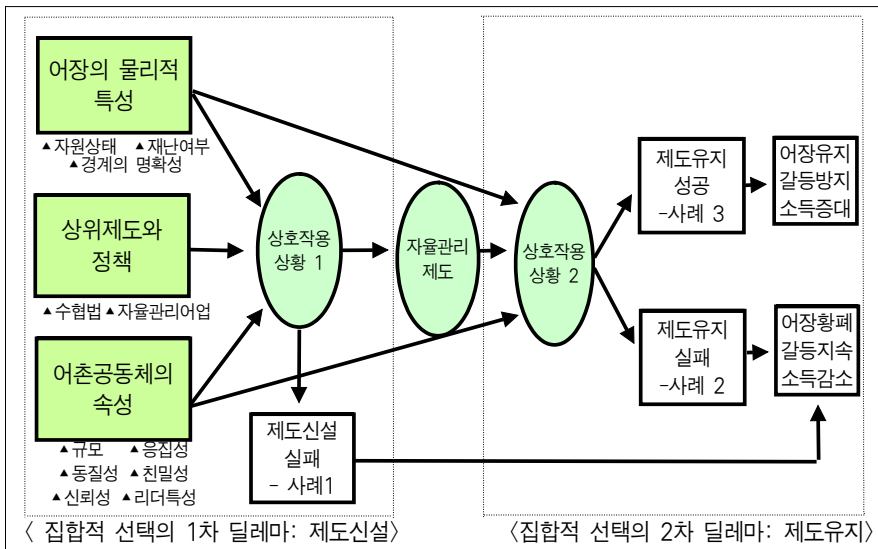 어장의 물리적
특성
▲자원상태 ▲재난여부
▲경계의 명확성
상위제도와
정책
▲수협법 ▲자율관리어업
어촌공동체의
속성
▲규모 ▲응집성
▲동질성 ▲친밀성
▲신뢰성 ▲리더특성
상호작용
상황 1
제도신설
실패
- 사례1
자율관리
제도
상호작용
상황 2
제도유지
성공
-사례 3
어장유지
갈등방지
소득증대
제도유지
실패
-사례 2
어장황폐
갈등지속
소득감소
〈 집합적 선택의 1차 딜레마: 제도신설〉
〈집합적 선택의 2차 딜레마: 제도유지〉